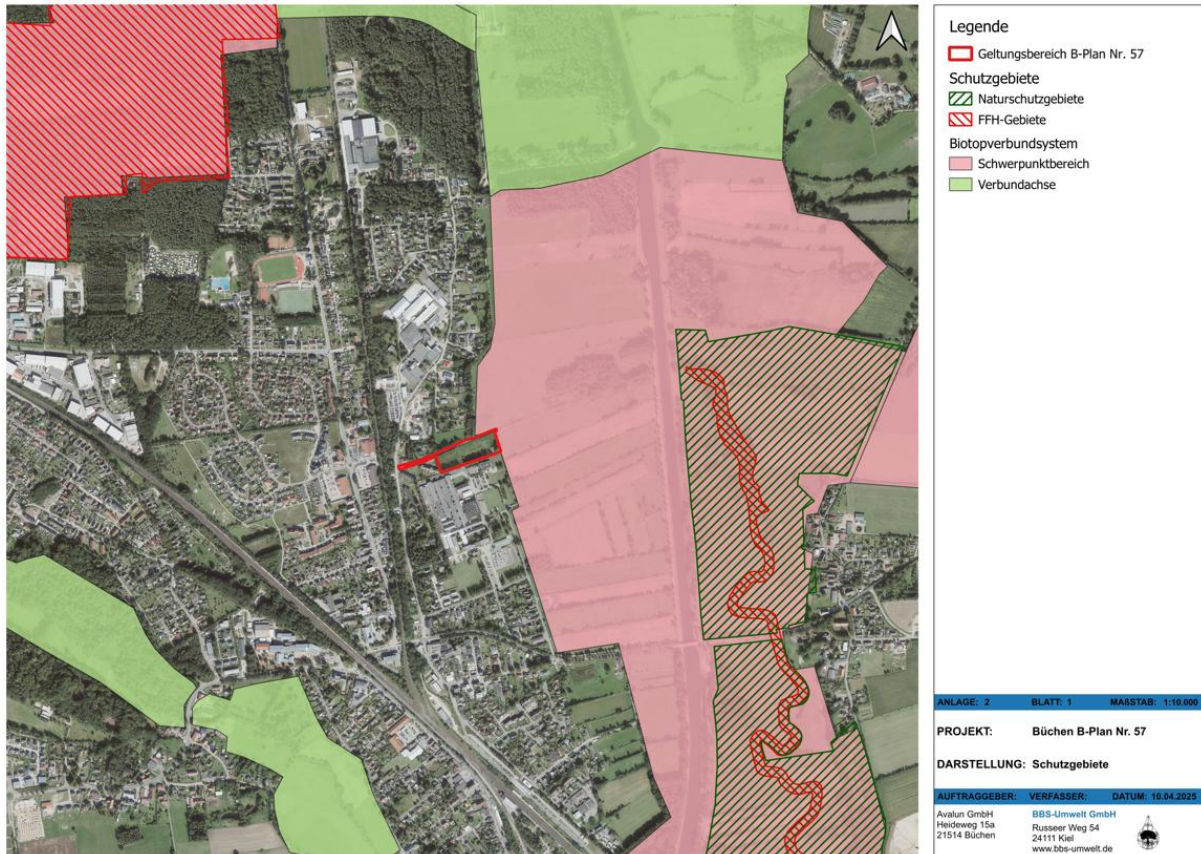 Legende
Geltungsbereich B-Plan Nr. 57
Schutzgebiete
Naturschutzgebiete
FFH-Gebiete
Biotopverbundsystem
Schwerpunktbereich
Verbundachse
ANLAGE: 2 BLATT: 1 MAßSTAB: 1:10.000
PROJEKT: Büchen B-Plan Nr. 57
DARSTELLUNG: Schutzgebiete
AUFTRAGGEBER: VERFASSER: DATUM: 10.04.2025
Avalun GmbH BBS-Umwelt GmbH
Heideweg 15a Russeer Weg 54
21514 Büchen 24111 Kiel
www.bbs-umwelt.de